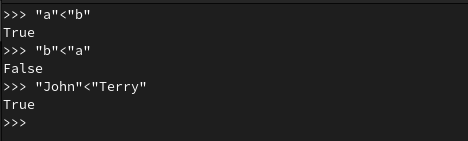 >>> "a"<"b"
True
>>> "b"<"a"
False
>>> "John"<"Terry"
True
>>>